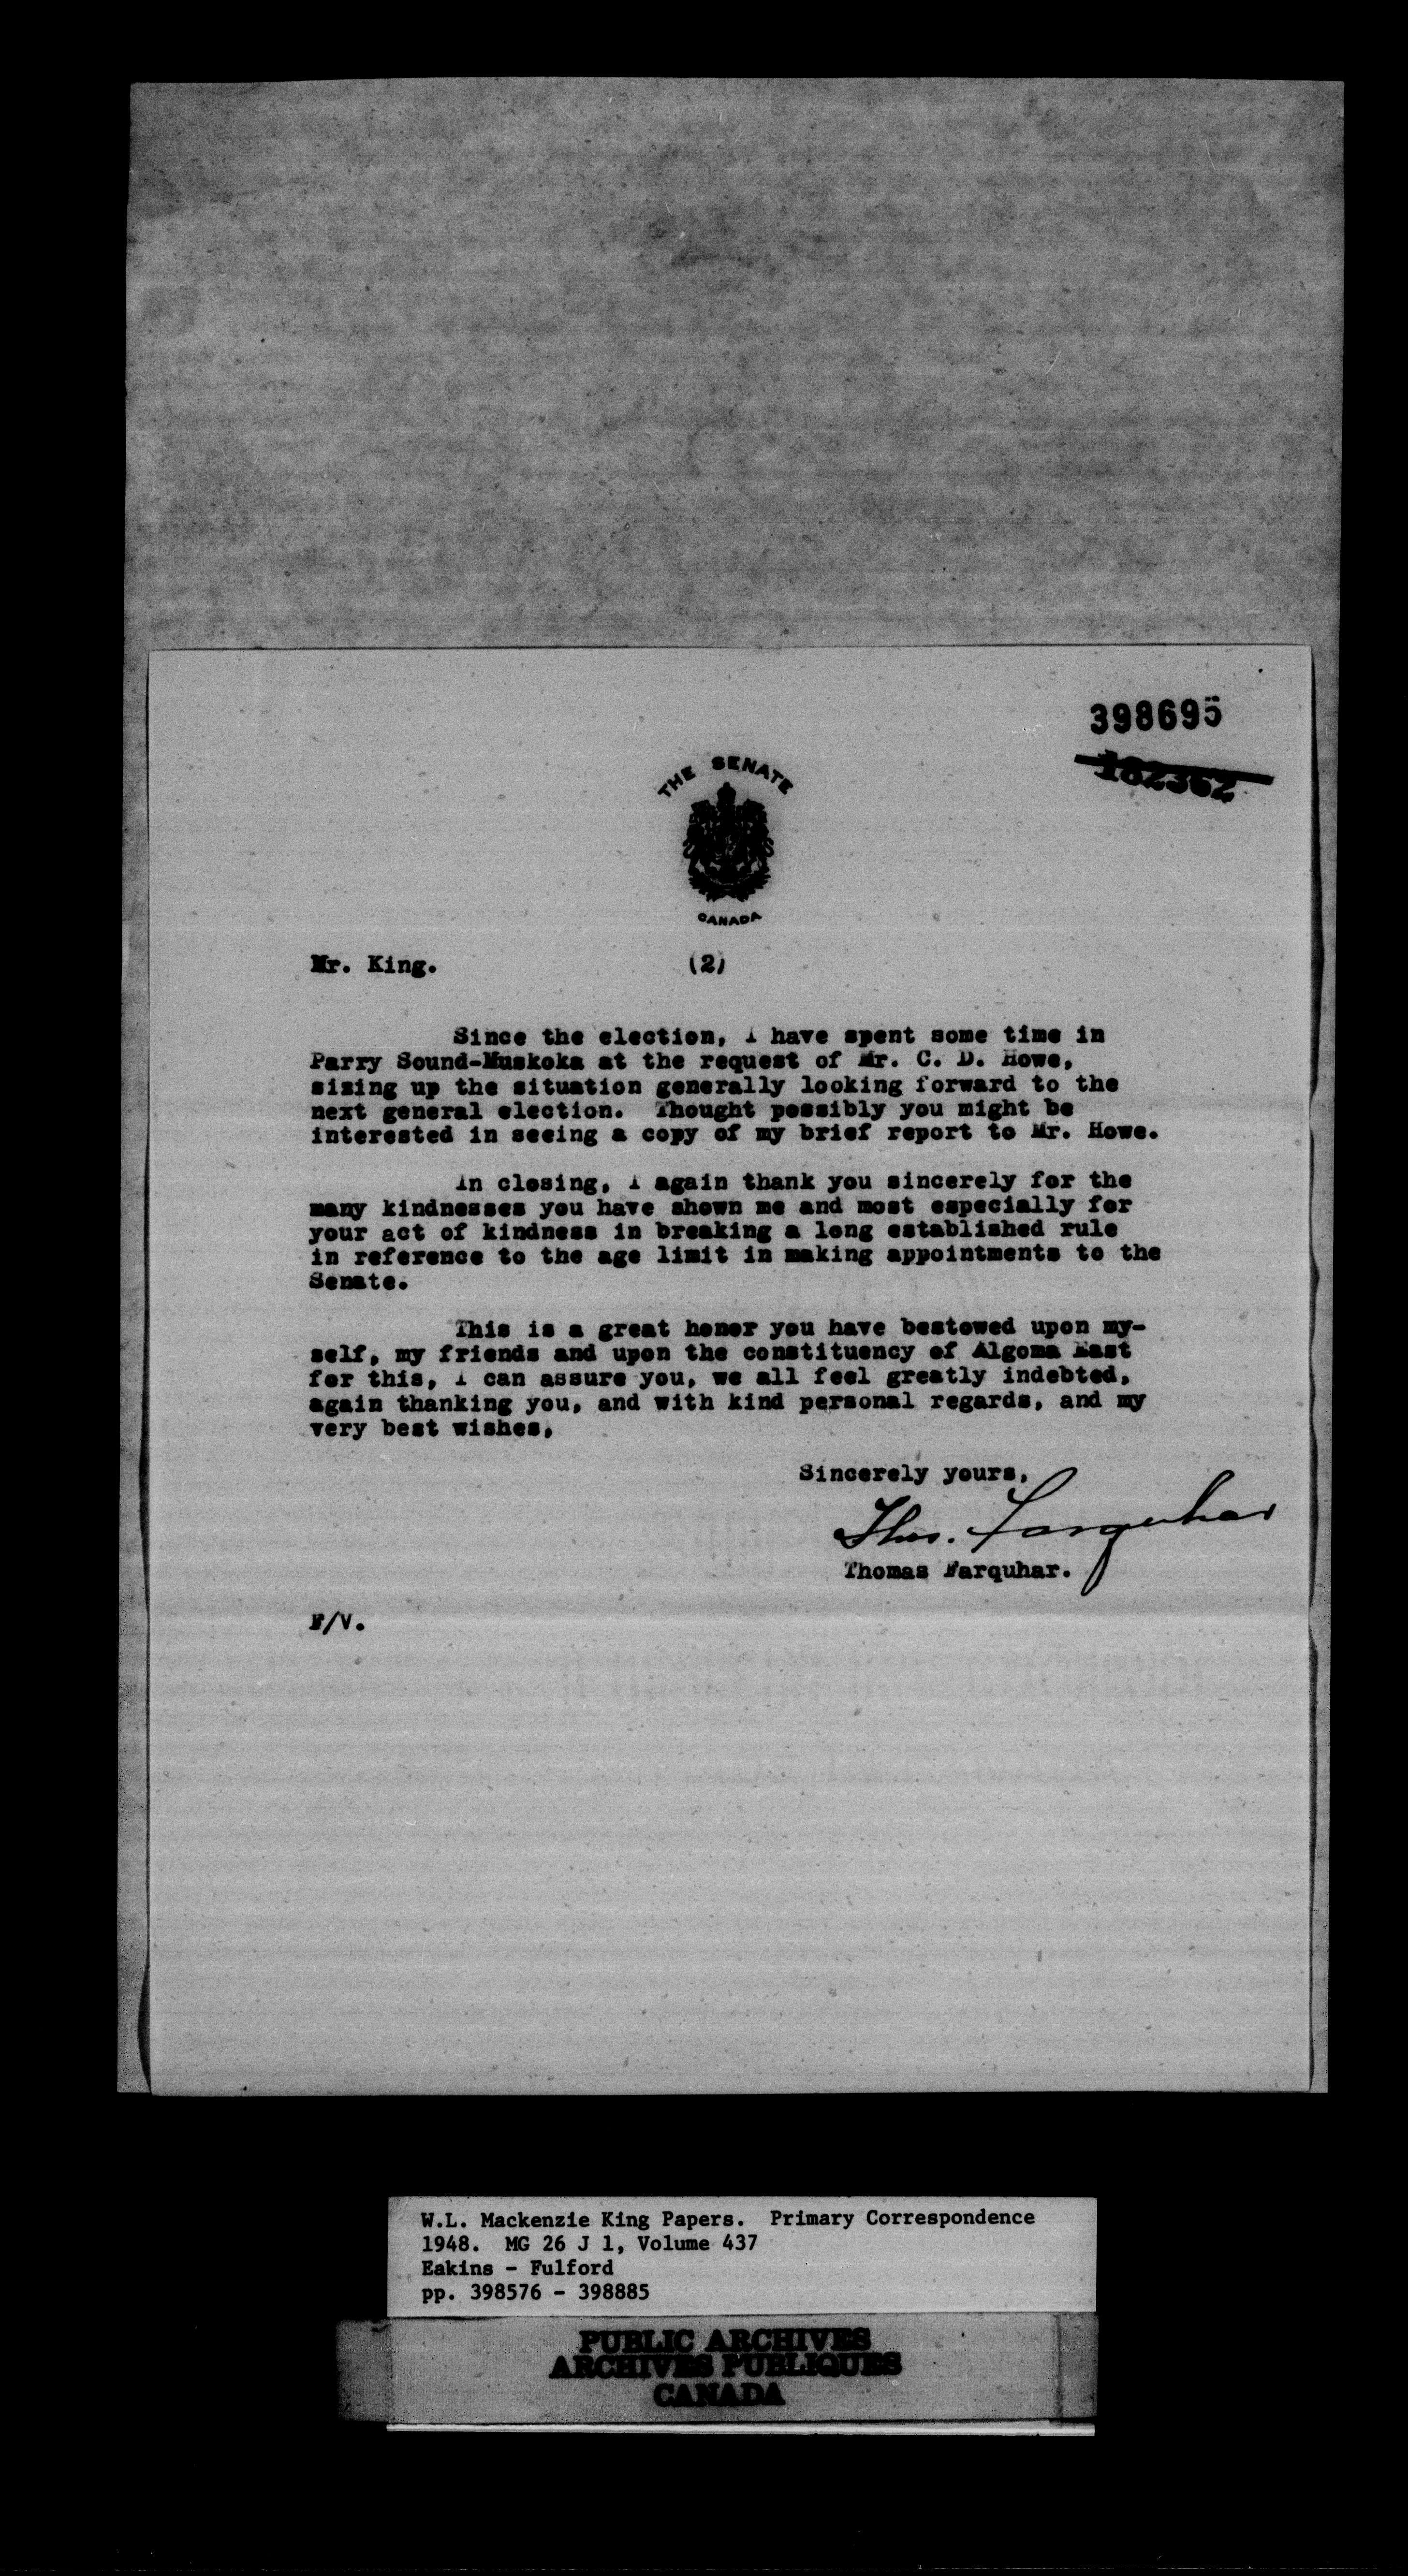 398695
182362
THE SENATE
CANADA
Mr. King. (2)
Since the election, I have spent some time in
Parry Sound-Muskoka at the request of Mr. C. D. Howe,
sizing up the situation generally looking forward to the
next general election. Thought possibly you might be
interested in seeing a copy of my brief report to Mr. Howe.
In closing, I again thank you sincerely for the
many kindnesses you have shown me and most especially for
your act of kindness in breaking a long established rule
in reference to the age limit in making appointments to the
Senate.
This is a great honor you have bestowed upon my-
self, my friends and upon the constituency of Algoma East
for this, I can assure you, we all feel greatly indebted,
again thanking you, and with kind personal regards, and my
very best wishes,
Sincerely yours,
Thos. Farquhar
Thomas Farquhar.
F/V.
W.L. Mackenzie King Papers. Primary Correspondence
1948. MG 26 J 1, Volume 437
Eakins - Fulford
pp. 398576 - 398885
PUBLIC ARCHIVES
ARCHIVES PUBLIQUES
CANADA